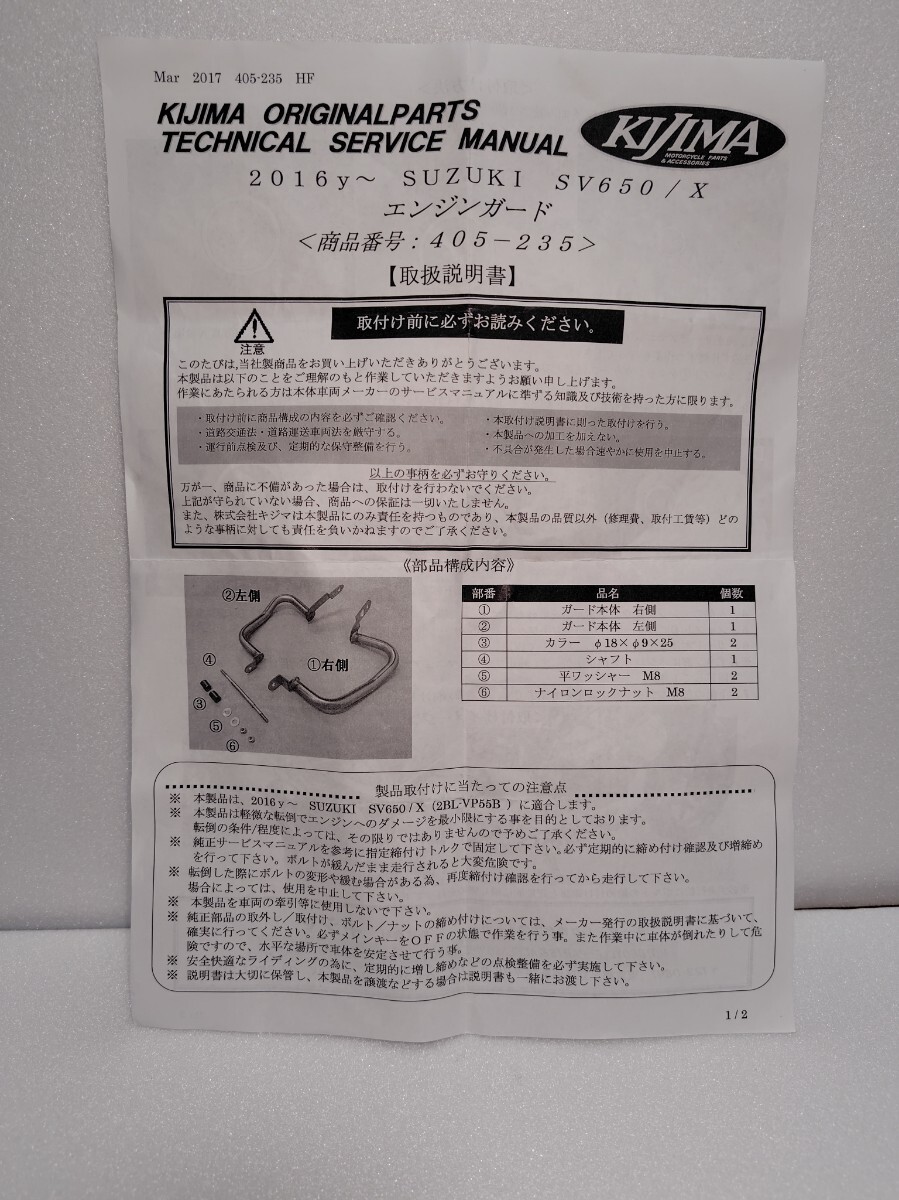 Mar 2017 405-235 HF
KIJIMA ORIGINALPARTS
TECHNICAL SERVICE MANUAL
KIJIMA
MOTORCYCLE PARTS
& ACCESSORIES
2016y～ SUZUKI SV650/X
エンジンガード
＜商品番号：405－235＞
【取扱説明書】
注意
取付け前に必ずお読みください。
このたびは,当社製商品をお買い上げいただきありがとうございます。
本製品は以下のことをご理解のもと作業していただきますようお願い申し上げます。
作業にあたられる方は本体車両メーカーのサービスマニュアルに準ずる知識及び技術を持った方に限ります。
・取付け前に商品構成の内容を必ずご確認ください。
・道路交通法・道路運送車両法を厳守する。
・運行前点検及び、定期的な保守整備を行う。
・本取付け説明書に則った取付けを行う。
・本製品への加工を加えない。
・不具合が発生した場合速やかに使用を中止する。
以上の事柄を必ずお守りください。
万が一、商品に不備があった場合は、取付けを行わないでください。
上記が守られていない場合、商品への保証は一切いたしません。
また、株式会社キジマは本製品にのみ責任を持つものであり、本製品の品質以外（修理費、取付工賃等）どの
ような事柄に対しても責任を負いかねますのでご了承ください。
《部品構成内容》
②左側
①右側
④
③
⑤
⑥
部番 品名 個数
① ガード本体 右側 1
② ガード本体 左側 1
③ カラー φ18×φ9×25 2
④ シャフト 1
⑤ 平ワッシャー M8 2
⑥ ナイロンロックナット M8 2
製品取付けに当たっての注意点
※ 本製品は、2016y～ SUZUKI SV650/X（2BL-VP55B ）に適合します。
※ 本製品は軽微な転倒でエンジンへのダメージを最小限にする事を目的としております。
転倒の条件/程度によっては、その限りではありませんので予めご了承ください。
※ 純正サービスマニュアルを参考に指定締付けトルクで固定して下さい。必ず定期的に締め付け確認及び増締め
を行って下さい。ボルトが緩んだまま走行されると大変危険です。
※ 転倒した際にボルトの変形や緩む場合がある為、再度締付け確認を行ってから走行して下さい。
場合によっては、使用を中止して下さい。
※ 本製品を車両の牽引等に使用しないで下さい。
※ 純正部品の取外し／取付け、ボルト／ナットの締め付けについては、メーカー発行の取扱説明書に基づいて、
確実に行ってください。必ずメインキーをＯＦＦの状態で作業を行う事。また作業中に車体が倒れたりして危
険ですので、水平な場所で車体を安定させて行う事。
※ 安全快適なライディングの為に、定期的に増し締めなどの点検整備を必ず実施して下さい。
※ 説明書は大切に保管し、本製品を譲渡などする場合は説明書も一緒にお渡し下さい。
1/2